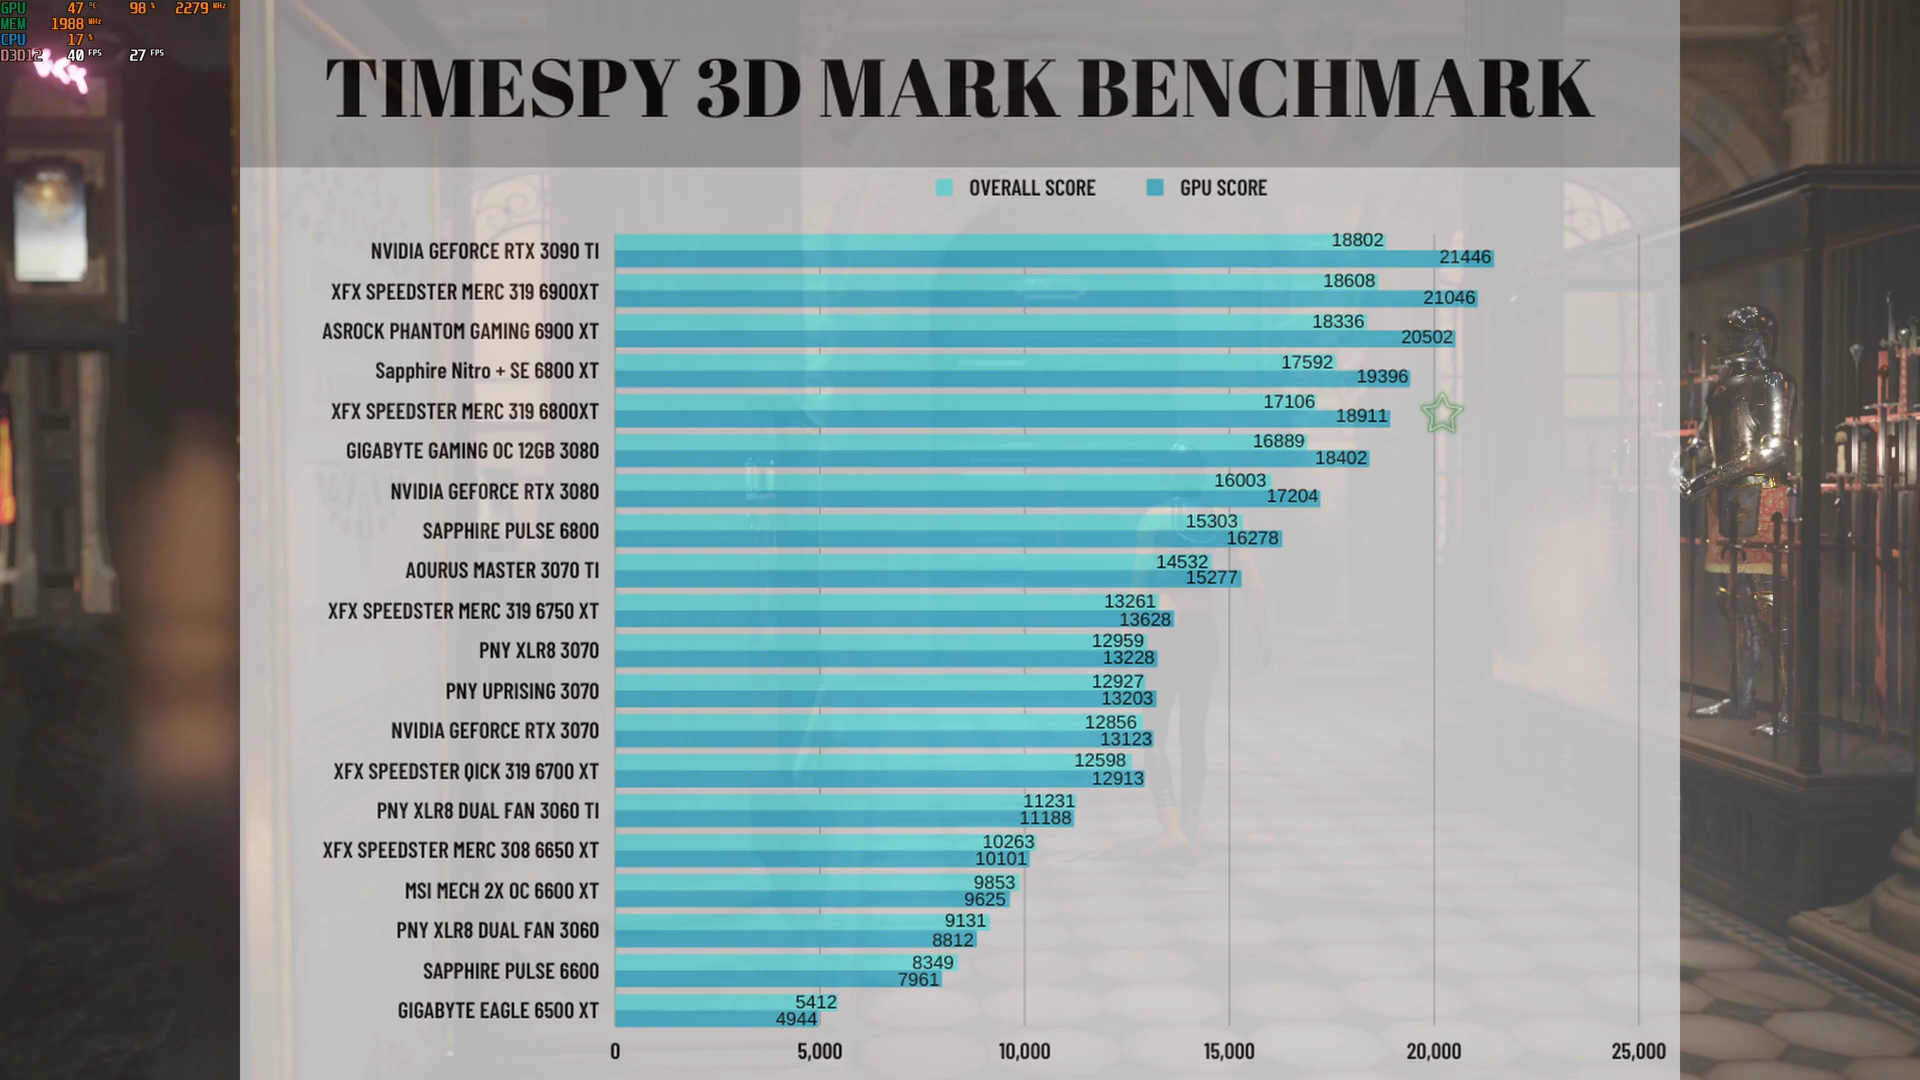 GPU 47 °C 98 % 2279 MHz
MEM 1988 MHz
CPU 17 %
D3D12 40 FPS 27 FPS
TIMESPY 3D MARK BENCHMARK
OVERALL SCORE GPU SCORE
NVIDIA GEFORCE RTX 3090 TI 18802 21446
XFX SPEEDSTER MERC 319 6900XT 18608 21046
ASROCK PHANTOM GAMING 6900 XT 18336 20502
Sapphire Nitro + SE 6800 XT 17592 19396
XFX SPEEDSTER MERC 319 6800XT 17106 18911
GIGABYTE GAMING OC 12GB 3080 16889 18402
NVIDIA GEFORCE RTX 3080 16003 17204
SAPPHIRE PULSE 6800 15303 16278
AOURUS MASTER 3070 TI 14532 15277
XFX SPEEDSTER MERC 319 6750 XT 13261 13628
PNY XLR8 3070 12959 13228
PNY UPRISING 3070 12927 13203
NVIDIA GEFORCE RTX 3070 12856 13123
XFX SPEEDSTER QICK 319 6700 XT 12598 12913
PNY XLR8 DUAL FAN 3060 TI 11231 11188
XFX SPEEDSTER MERC 308 6650 XT 10263 10101
MSI MECH 2X OC 6600 XT 9853 9625
PNY XLR8 DUAL FAN 3060 9131 8812
SAPPHIRE PULSE 6600 8349 7961
GIGABYTE EAGLE 6500 XT 5412 4944
0 5,000 10,000 15,000 20,000 25,000